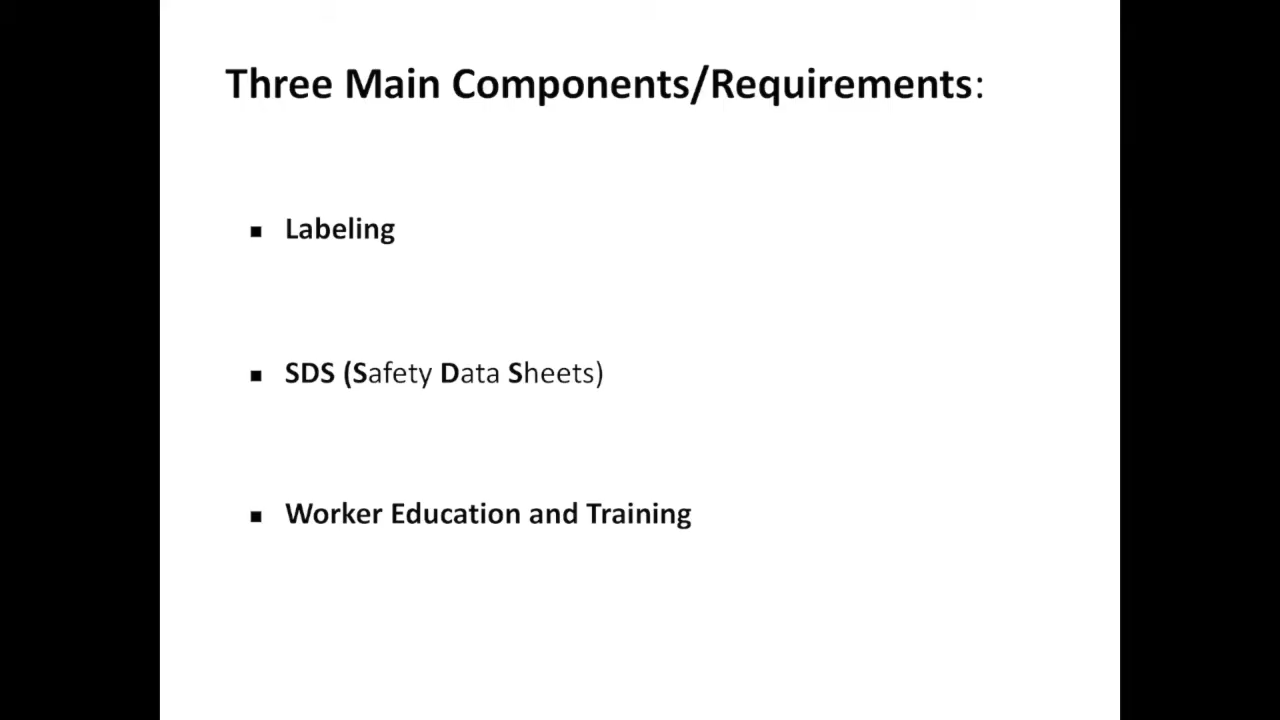 Three Main Components/Requirements:
▪ Labeling
▪ SDS (Safety Data Sheets)
▪ Worker Education and Training